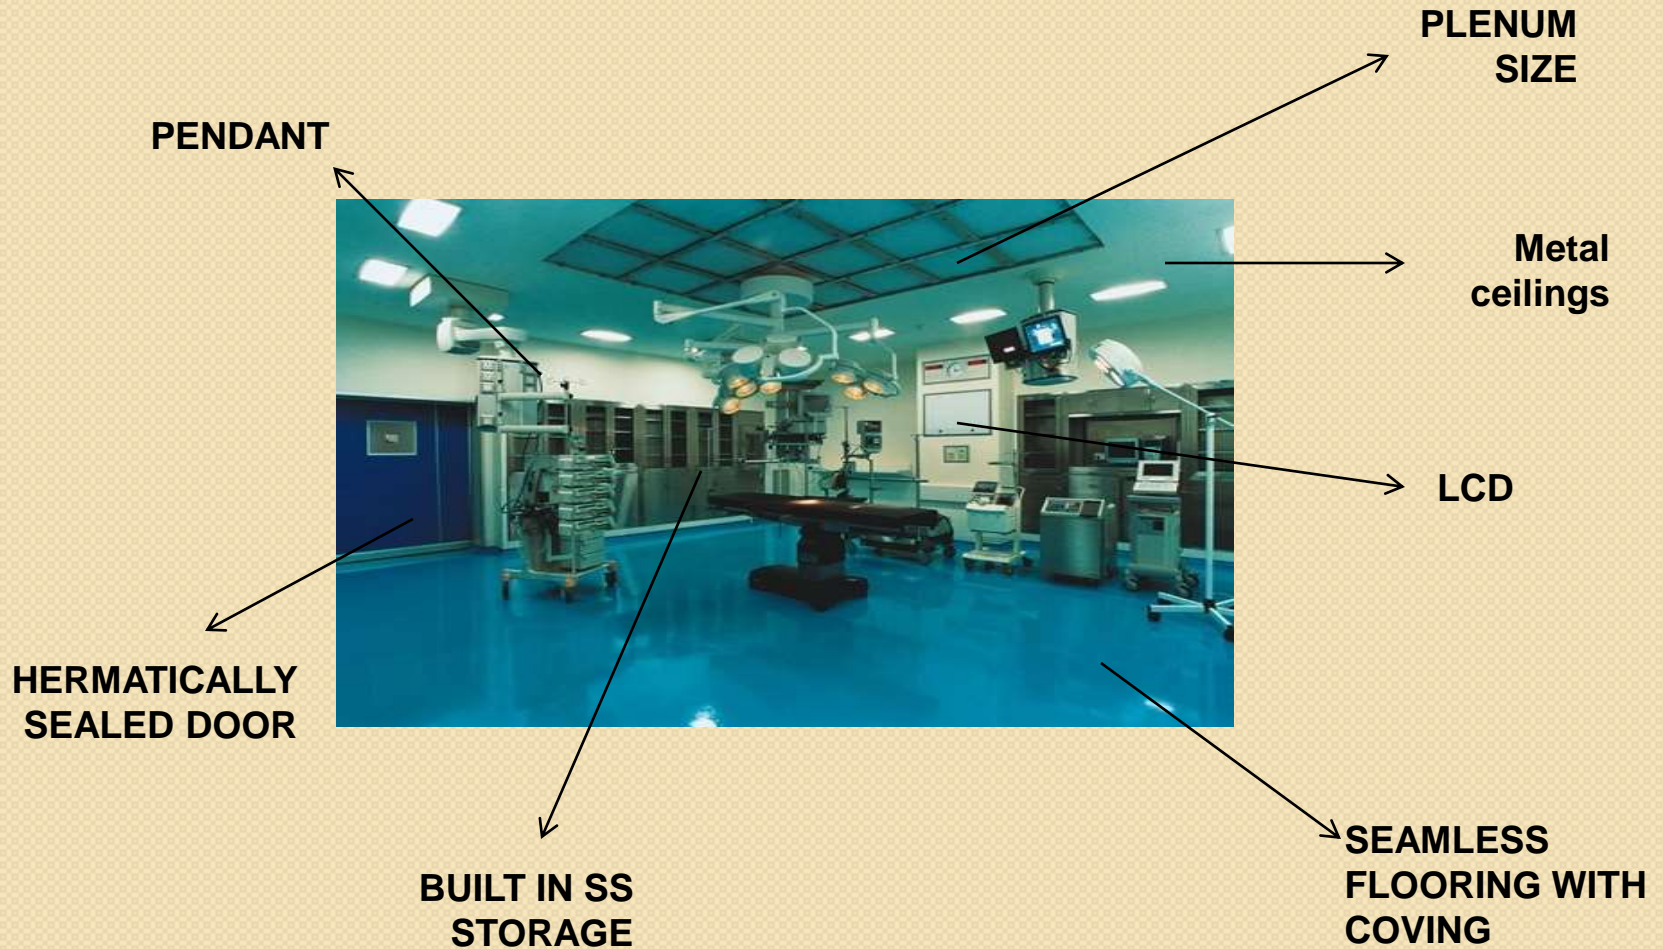 PLENUM
SIZE
PENDANT
Metal
ceilings
LCD
HERMATICALLY
SEALED DOOR
SEAMLESS
FLOORING WITH
COVING
BUILT IN SS
STORAGE